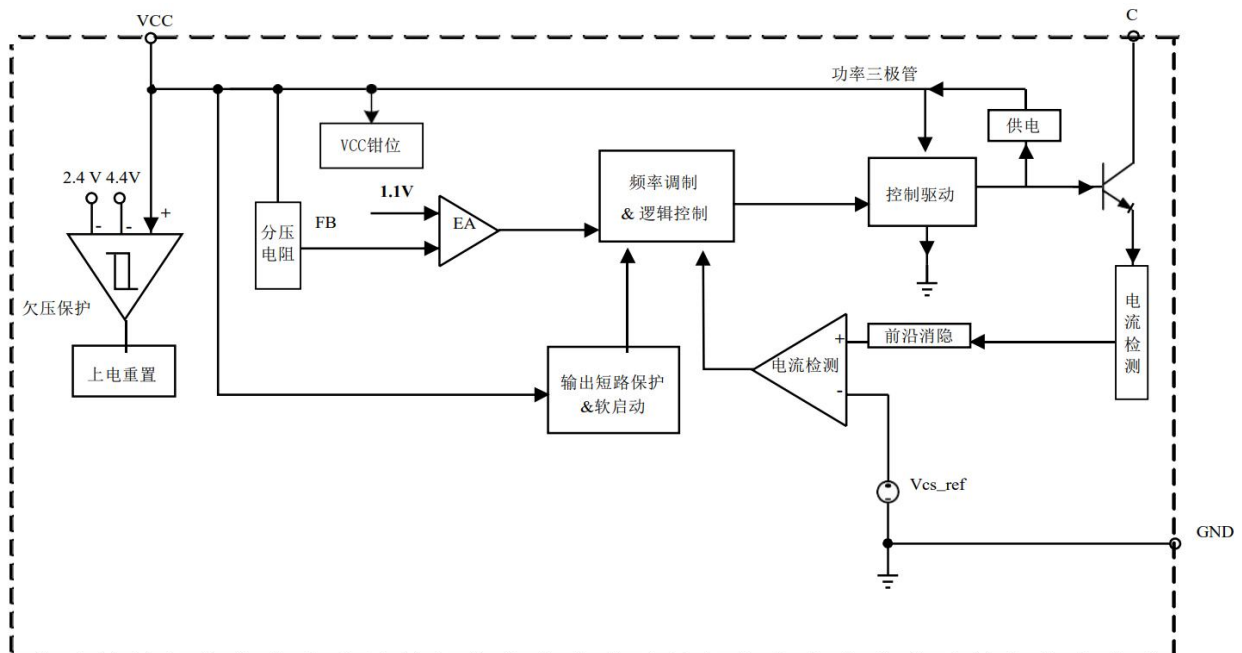 VCC
C
功率三极管
供电
VCC钳位
2.4 V 4.4V
+
- -
1.1V
频率调制
& 逻辑控制
控制驱动
分压
电阻
FB
EA
欠压保护
上电重置
输出短路保护
&软启动
电流检测
+
-
前沿消隐
电流检测
Vcs_ref
GND